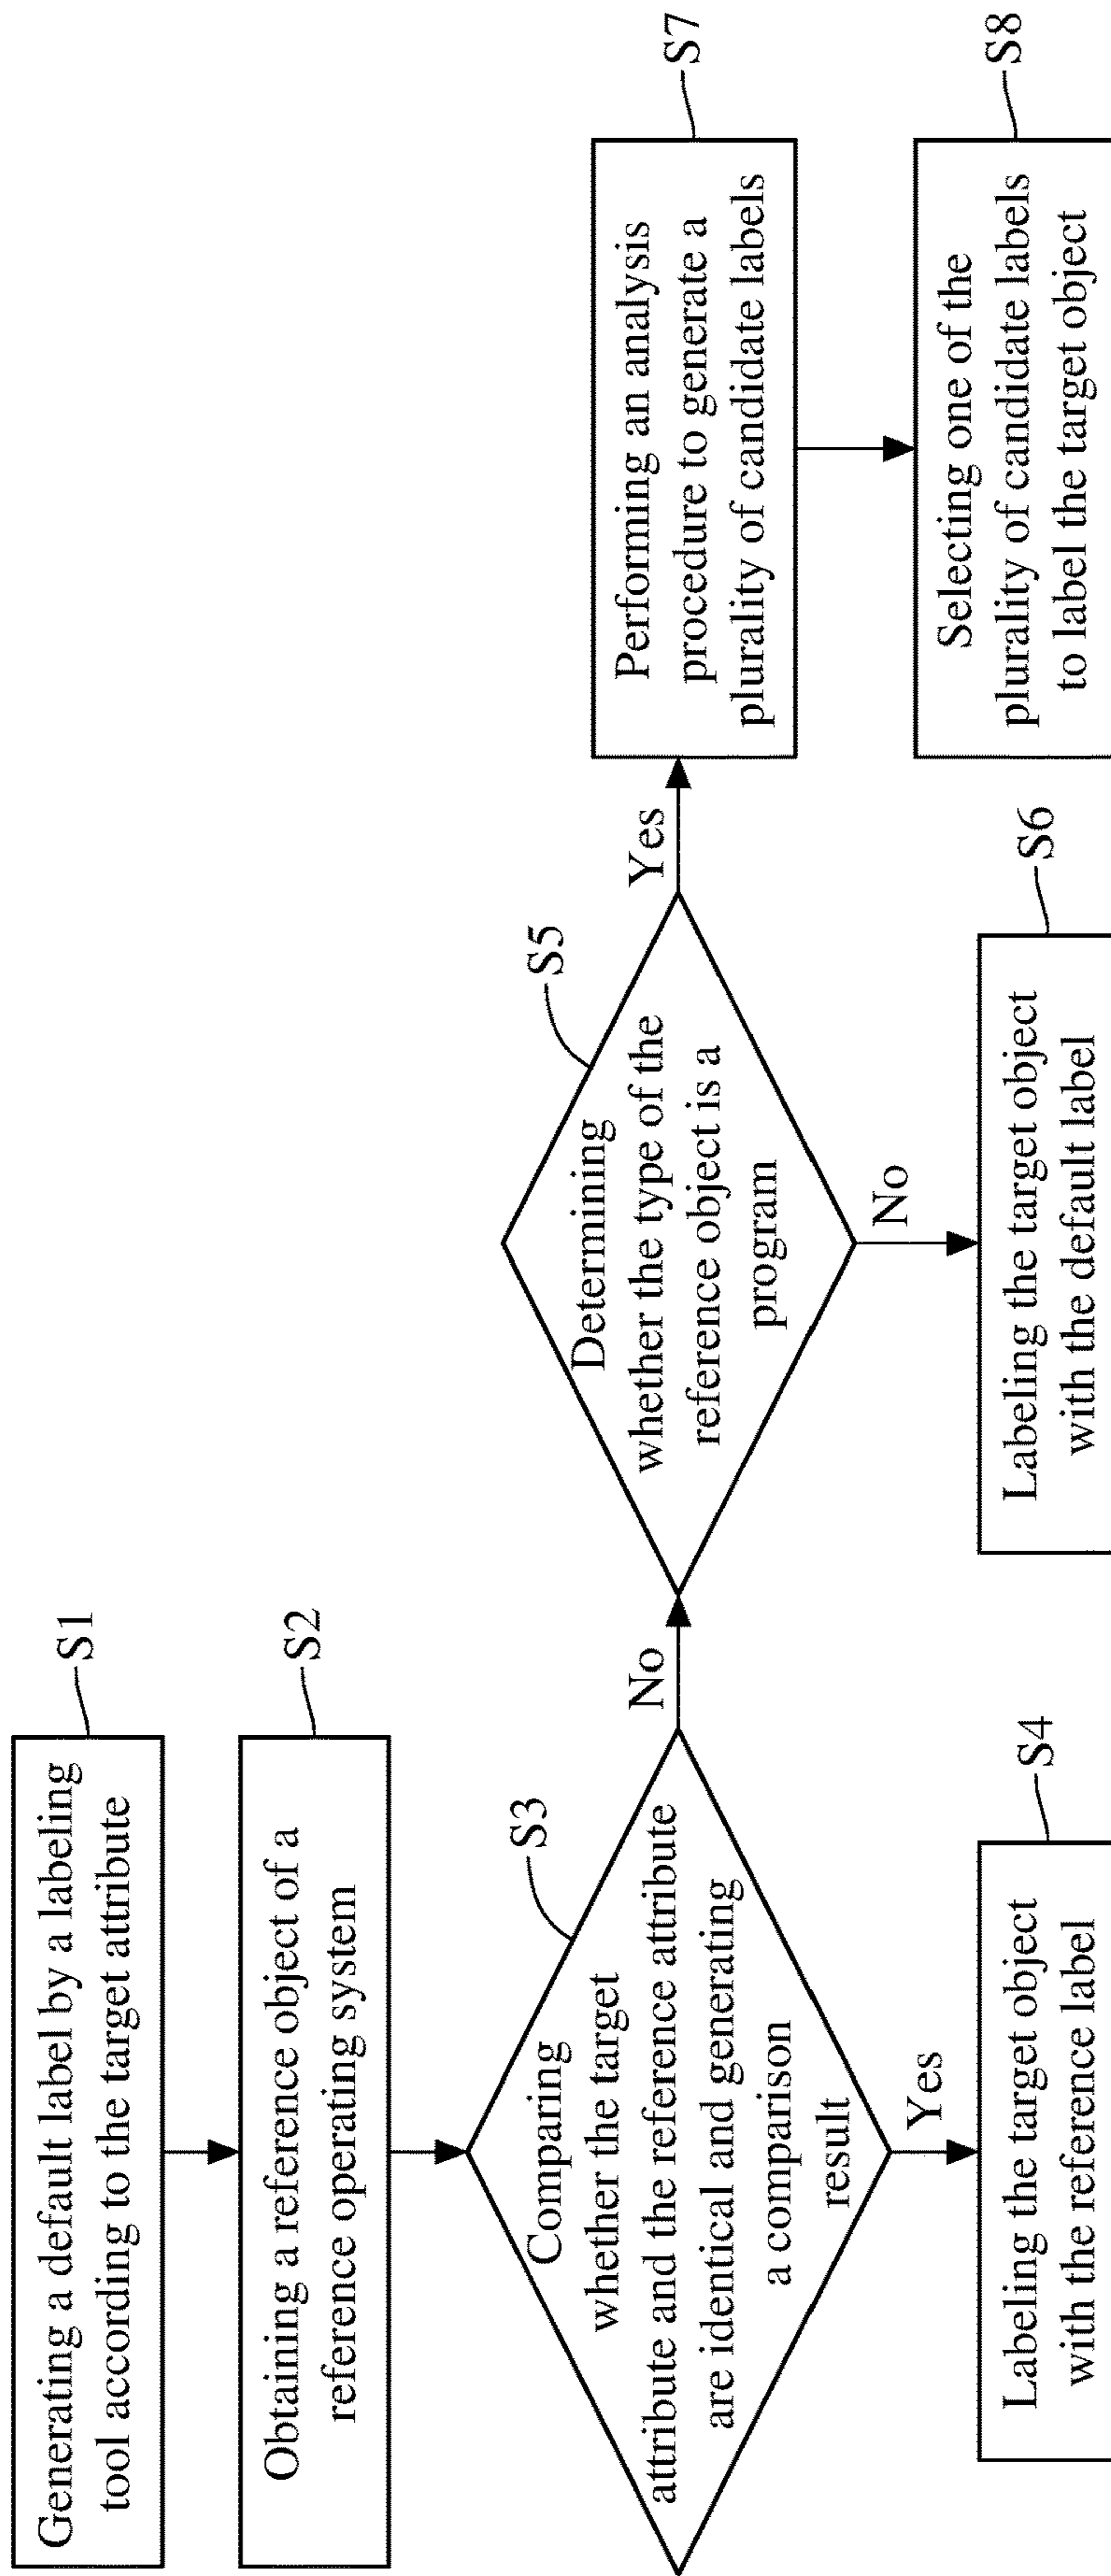 Generating a default label by a labeling
tool according to the target attribute
S1
Obtaining a reference object of a
reference operating system
S2
Comparing
whether the target
attribute and the reference attribute
are identical and generating
a comparison
result
S3
Yes
No
Labeling the target object
with the reference label
S4
Determining
whether the type of the
reference object is a
program
S5
No
Yes
Labeling the target object
with the default label
S6
Performing an analysis
procedure to generate a
plurality of candidate labels
S7
Selecting one of the
plurality of candidate labels
to label the target object
S8